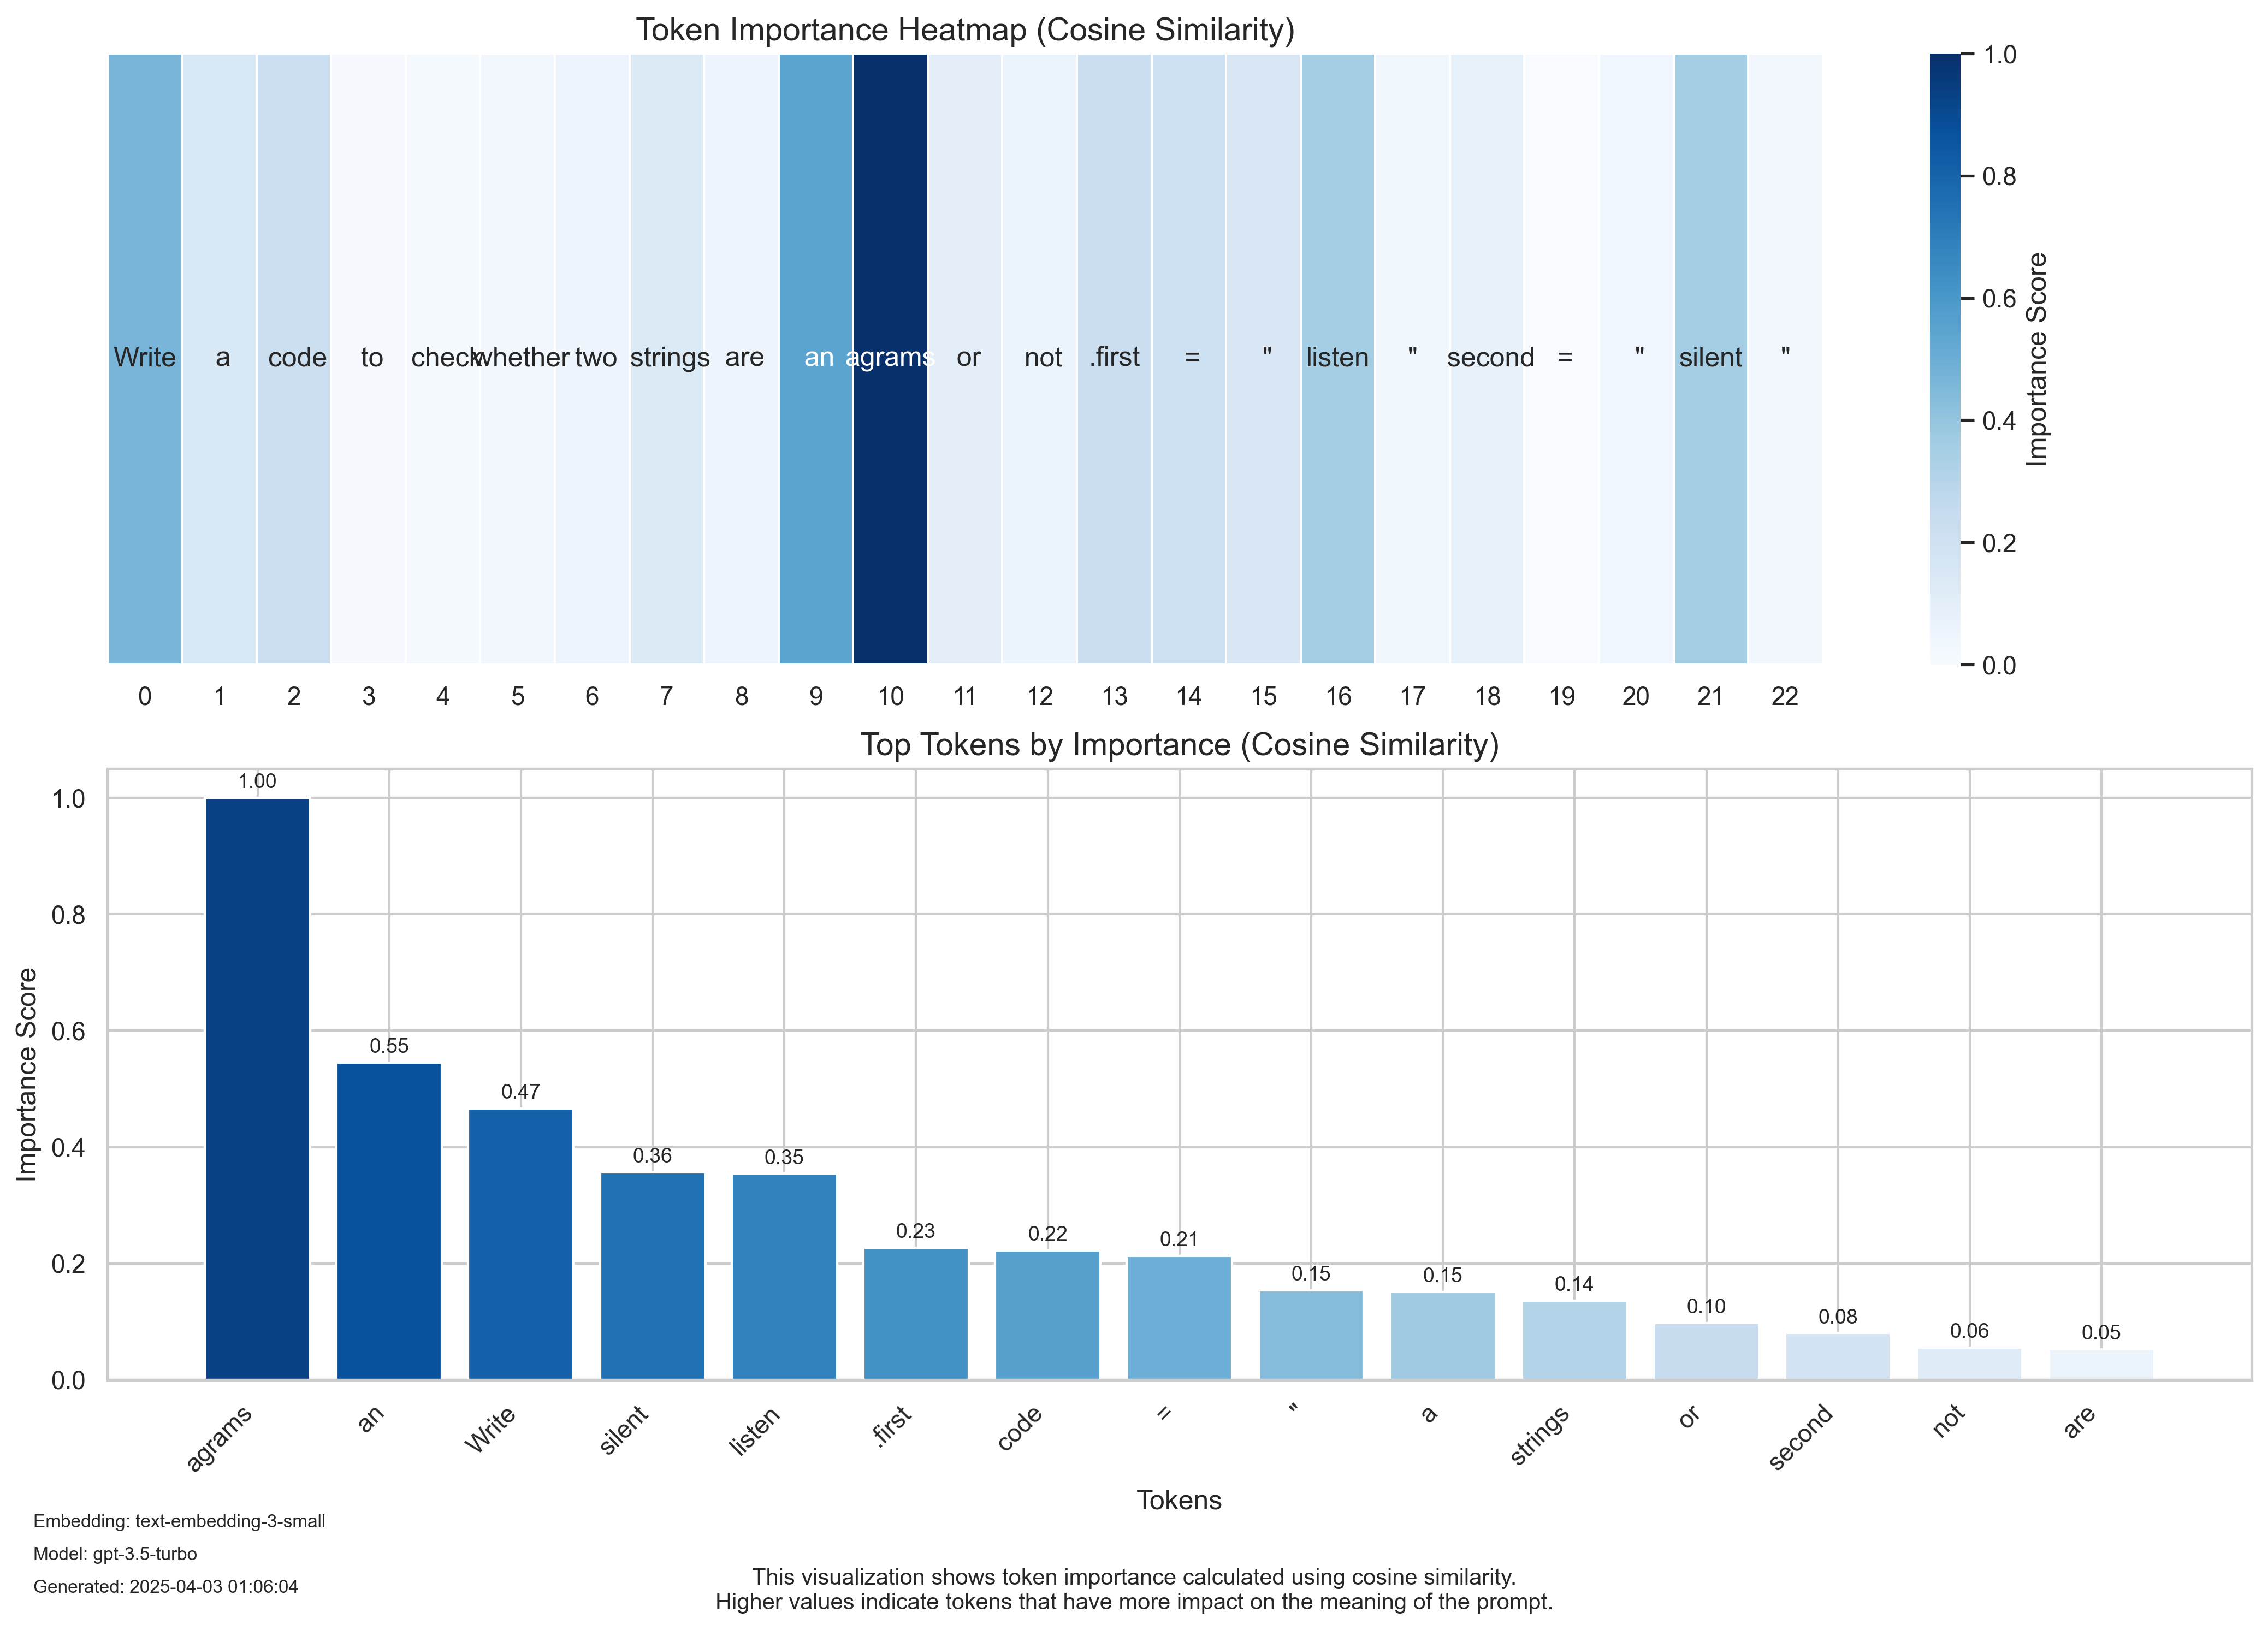 Token Importance Heatmap (Cosine Similarity)
Write a code to check whether two strings are an agrams or not .first = " listen " second = " silent "
0 1 2 3 4 5 6 7 8 9 10 11 12 13 14 15 16 17 18 19 20 21 22
1.0
0.8
0.6
0.4
0.2
0.0
Importance Score
Top Tokens by Importance (Cosine Similarity)
Importance Score
1.0
0.8
0.6
0.4
0.2
0.0
1.00 0.55 0.47 0.36 0.35 0.23 0.22 0.21 0.15 0.15 0.14 0.10 0.08 0.06 0.05
agrams an Write silent listen .first code = " a strings or second not are
Tokens
Embedding: text-embedding-3-small
Model: gpt-3.5-turbo
Generated: 2025-04-03 01:06:04
This visualization shows token importance calculated using cosine similarity.
Higher values indicate tokens that have more impact on the meaning of the prompt.